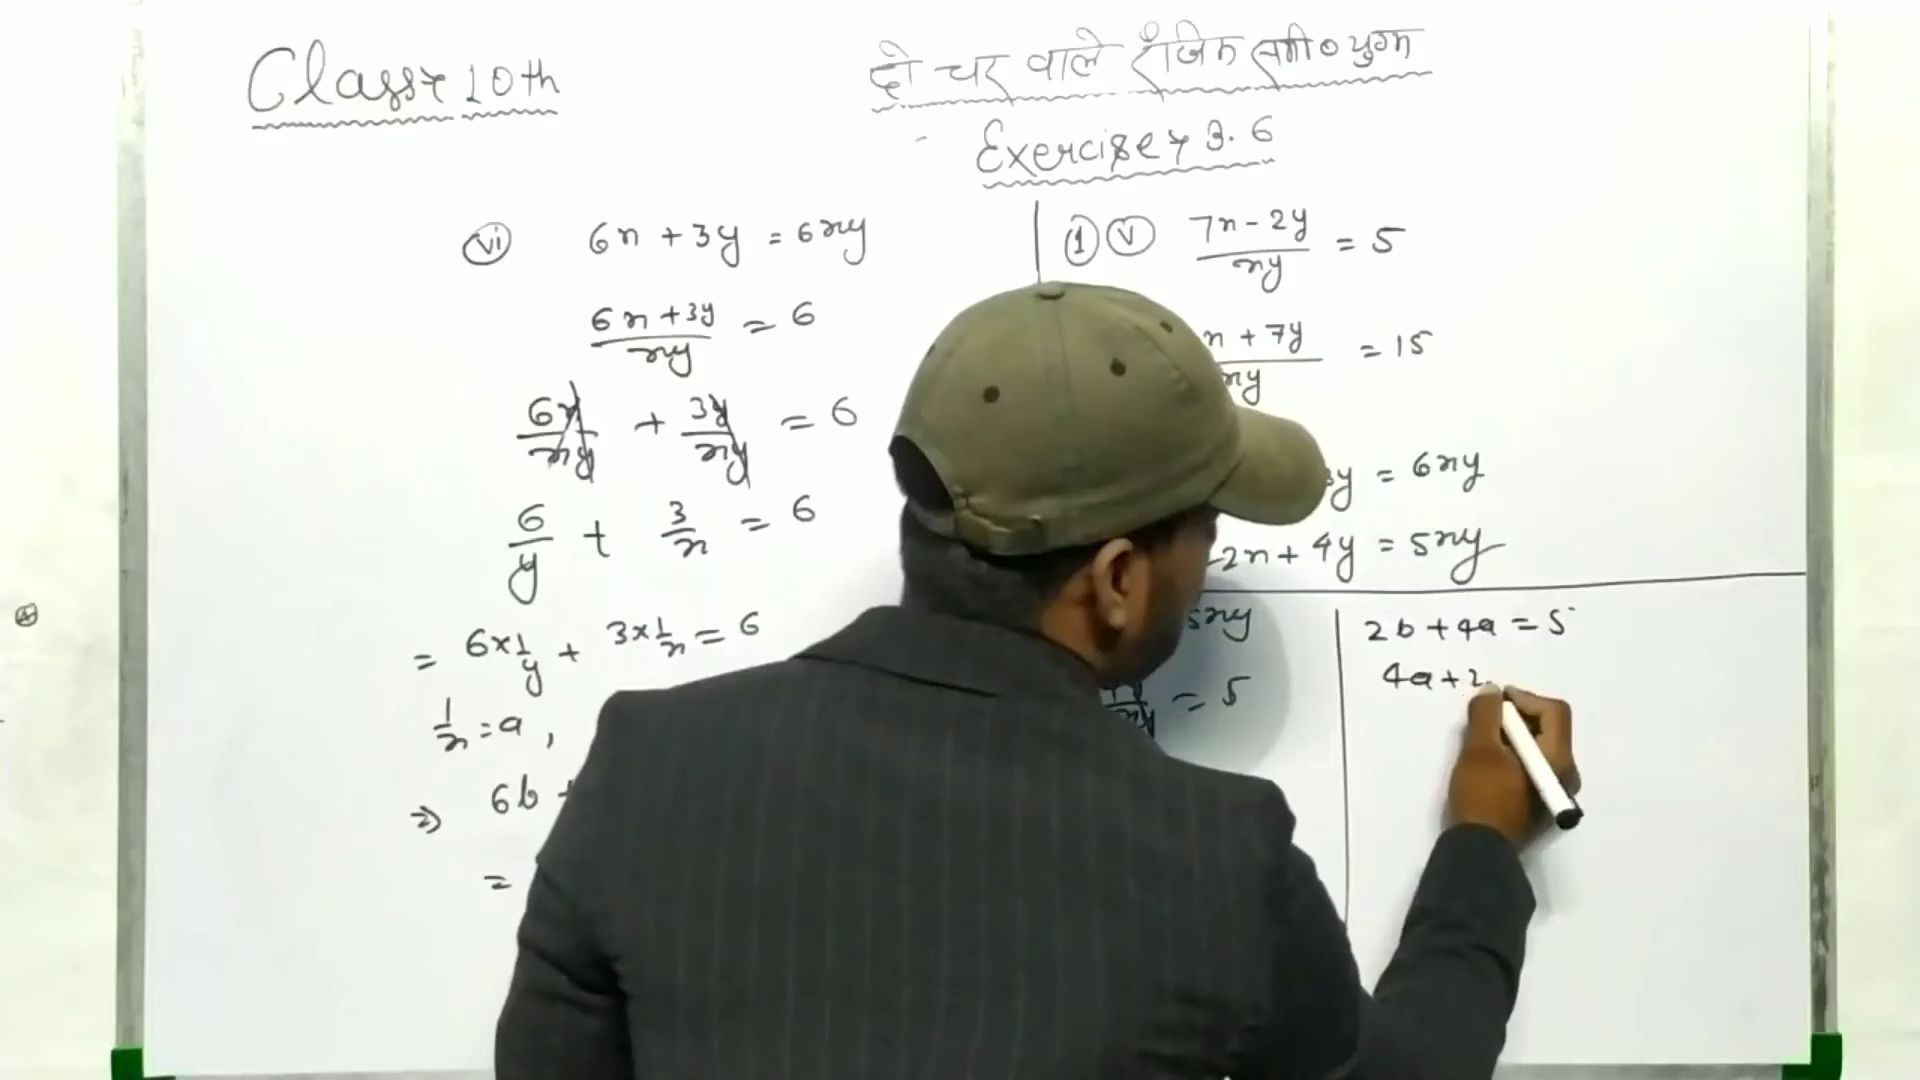 Class → 10th
दो चर वाले रैखिक समी० युग्म
Exercise → 3.6
(vi) 6x + 3y = 6xy
(6x + 3y)/xy = 6
6x/xy + 3y/xy = 6
6/y + 3/x = 6
= 6×1/y + 3×1/x = 6
1/x = a,
⇒ 6b +
=
(1) (v) (7x - 2y)/xy = 5
x + 7y / xy = 15
3y = 6xy
2x + 4y = 5xy
5xy
= 5
2b + 4a = 5
4a + 2